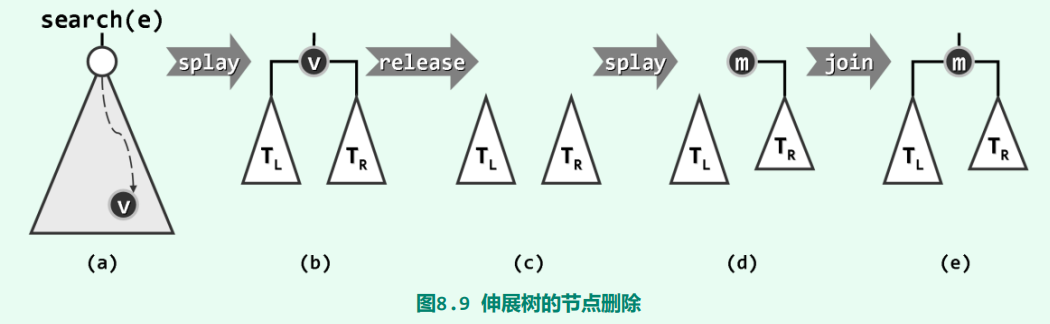 search(e)
splay
v
release
splay
m
join
m
v
T_L
T_R
T_L
T_R
T_L
T_R
T_L
T_R
(a)
(b)
(c)
(d)
(e)
图8.9 伸展树的节点删除